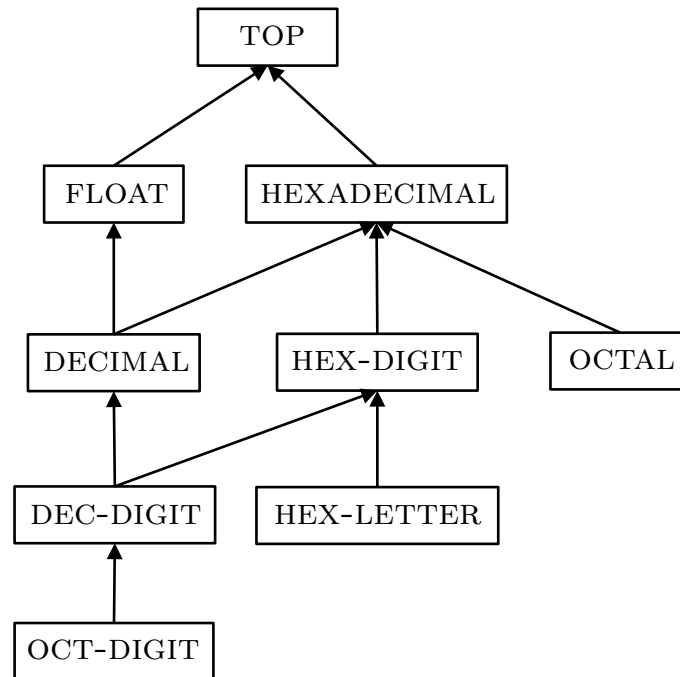 TOP
FLOAT
HEXADECIMAL
DECIMAL
HEX-DIGIT
OCTAL
DEC-DIGIT
HEX-LETTER
OCT-DIGIT